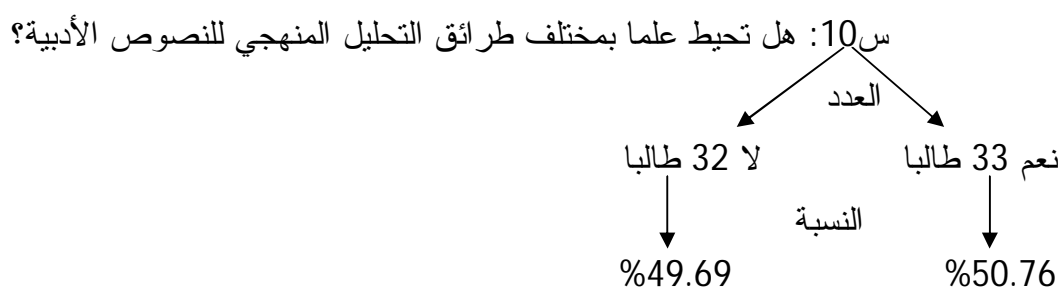 س10: هل تحيط علما بمختلف طرائق التحليل المنهجي للنصوص الأدبية؟
العدد
نعم 33 طالبا لا 32 طالبا
النسبة
%50.76 %49.69